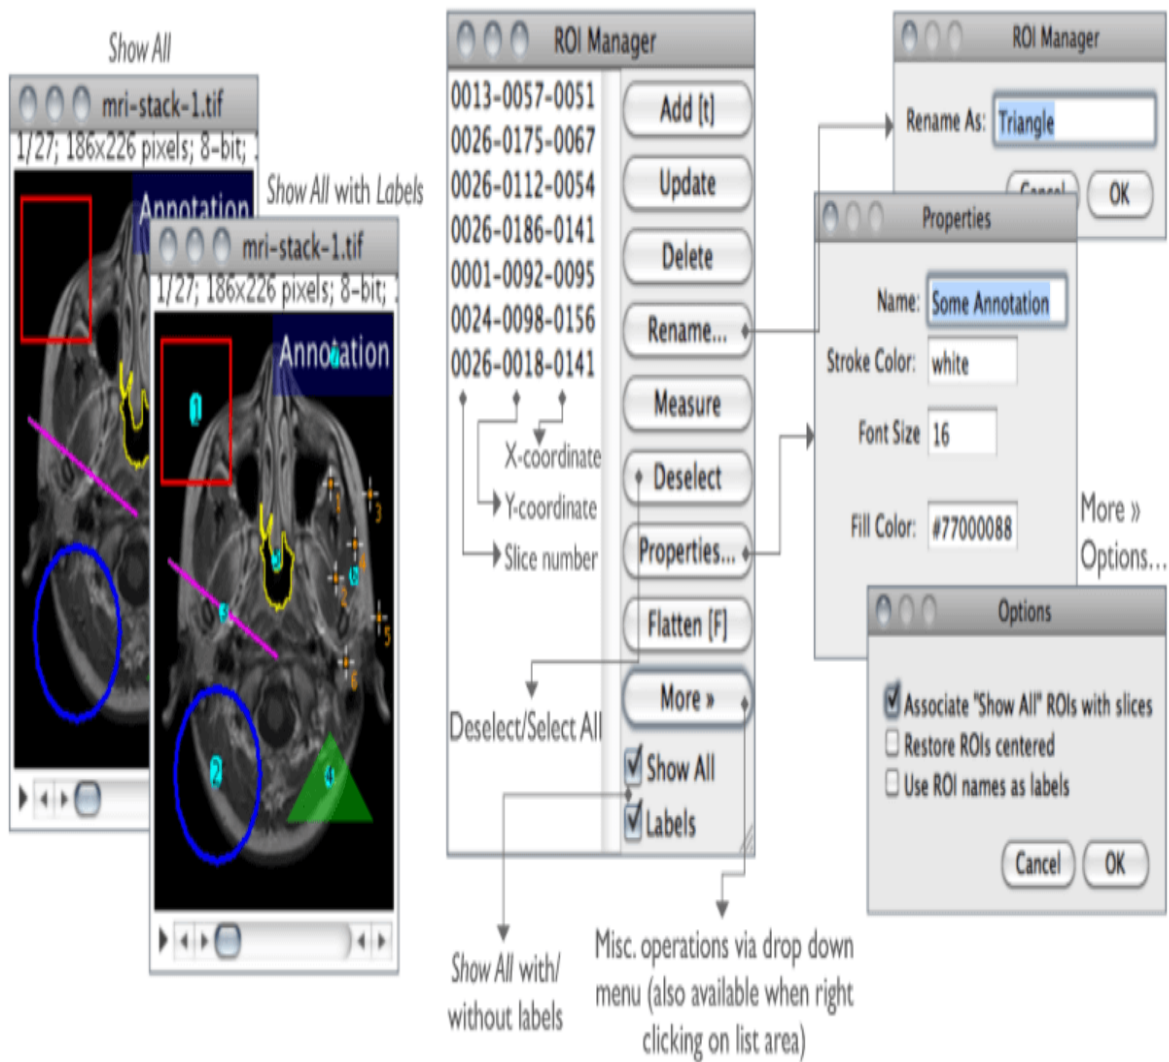 Show All
mri-stack-1.tif
1/27; 186x226 pixels; 8-bit;
Annotation
Show All with Labels
mri-stack-1.tif
1/27; 186x226 pixels; 8-bit;
Annotation
1
2
4
1
3
2
5
6
ROI Manager
0013-0057-0051
0026-0175-0067
0026-0112-0054
0026-0186-0141
0001-0092-0095
0024-0098-0156
0026-0018-0141
X-coordinate
Y-coordinate
Slice number
Deselect/Select All
Add [t]
Update
Delete
Rename...
Measure
Deselect
Properties...
Flatten [F]
More »
Show All
Labels
Show All with/
without labels
Misc. operations via drop down
menu (also available when right
clicking on list area)
ROI Manager
Rename As: Triangle
Cancel OK
Properties
Name: Some Annotation
Stroke Color: white
Font Size 16
Fill Color: #77000088
More »
Options...
Options
Associate "Show All" ROIs with slices
Restore ROIs centered
Use ROI names as labels
Cancel OK